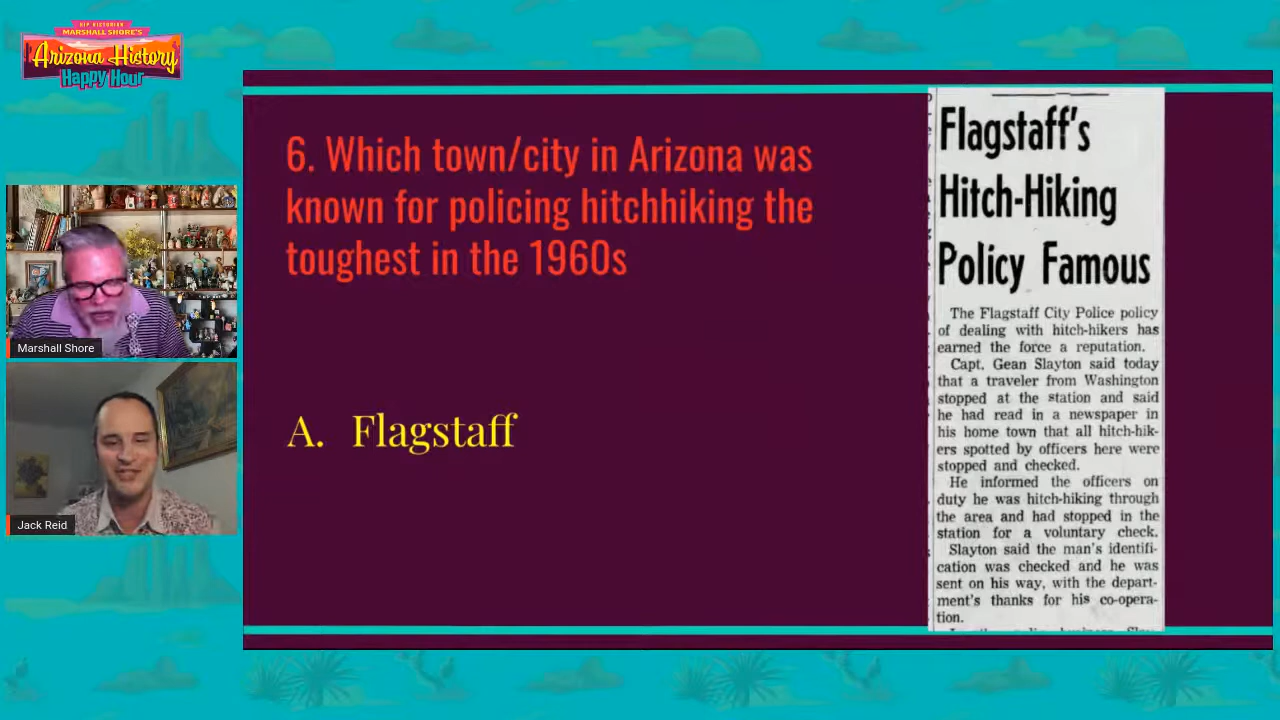 HIP HISTORIAN
MARSHALL SHORE'S
Arizona History
Happy Hour
6. Which town/city in Arizona was
known for policing hitchhiking the
toughest in the 1960s
A. Flagstaff
Flagstaff's
Hitch-Hiking
Policy Famous
The Flagstaff City Police policy
of dealing with hitch-hikers has
earned the force a reputation.
Capt. Gean Slayton said today
that a traveler from Washington
stopped at the station and said
he had read in a newspaper in
his home town that all hitch-hik-
ers spotted by officers here were
stopped and checked.
He informed the officers on
duty he was hitch-hiking through
the area and had stopped in the
station for a voluntary check.
Slayton said the man's identifi-
cation was checked and he was
sent on his way, with the depart-
ment's thanks for his co-opera-
tion.
Marshall Shore
Jack Reid